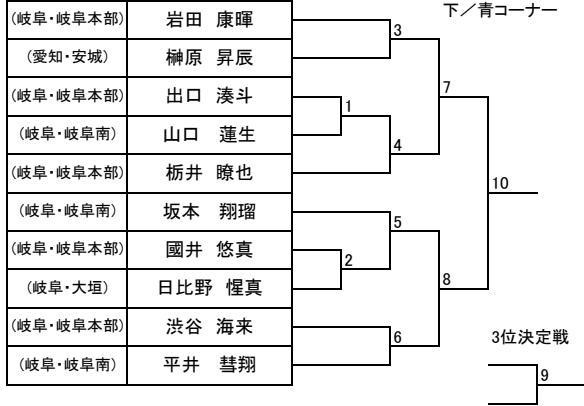 下／青コーナー
(岐阜・岐阜本部) 岩田 康暉
3
(愛知・安城) 榊原 昇辰
(岐阜・岐阜本部) 出口 湊斗
7
1
(岐阜・岐阜南) 山口 蓮生
4
(岐阜・岐阜本部) 栃井 瞭也
10
(岐阜・岐阜南) 坂本 翔瑠
5
(岐阜・岐阜本部) 國井 悠真
2
(岐阜・大垣) 日比野 惺真
8
(岐阜・岐阜本部) 渋谷 海来
6
3位決定戦
(岐阜・岐阜南) 平井 彗翔
9